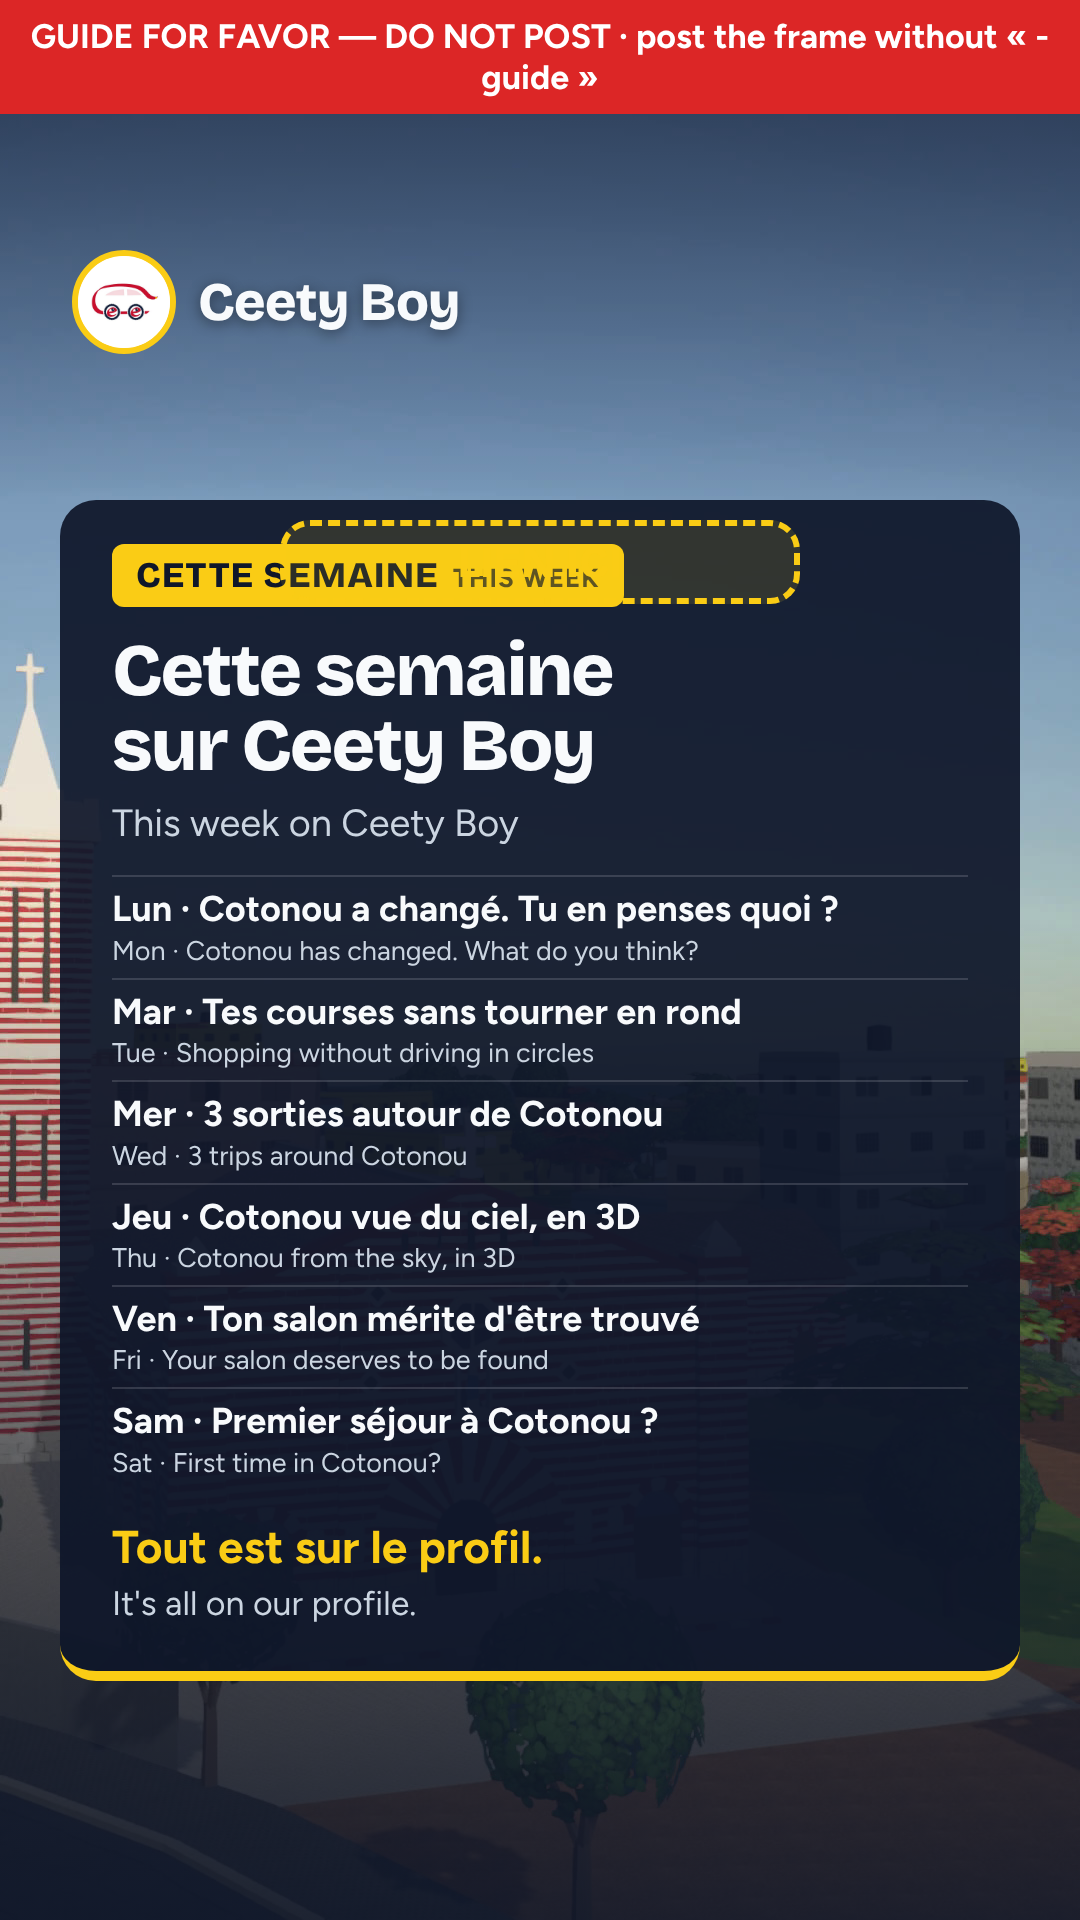 GUIDE FOR FAVOR — DO NOT POST · post the frame without « -
guide »
Ceety Boy
CETTE SEMAINE THIS WEEK
Cette semaine
sur Ceety Boy
This week on Ceety Boy
Lun · Cotonou a changé. Tu en penses quoi ?
Mon · Cotonou has changed. What do you think?
Mar · Tes courses sans tourner en rond
Tue · Shopping without driving in circles
Mer · 3 sorties autour de Cotonou
Wed · 3 trips around Cotonou
Jeu · Cotonou vue du ciel, en 3D
Thu · Cotonou from the sky, in 3D
Ven · Ton salon mérite d'être trouvé
Fri · Your salon deserves to be found
Sam · Premier séjour à Cotonou ?
Sat · First time in Cotonou?
Tout est sur le profil.
It's all on our profile.